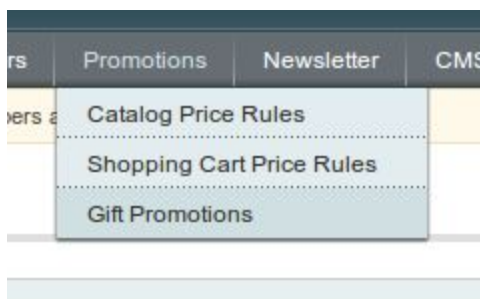 rs Promotions Newsletter CMS
pers a
Catalog Price Rules
Shopping Cart Price Rules
Gift Promotions